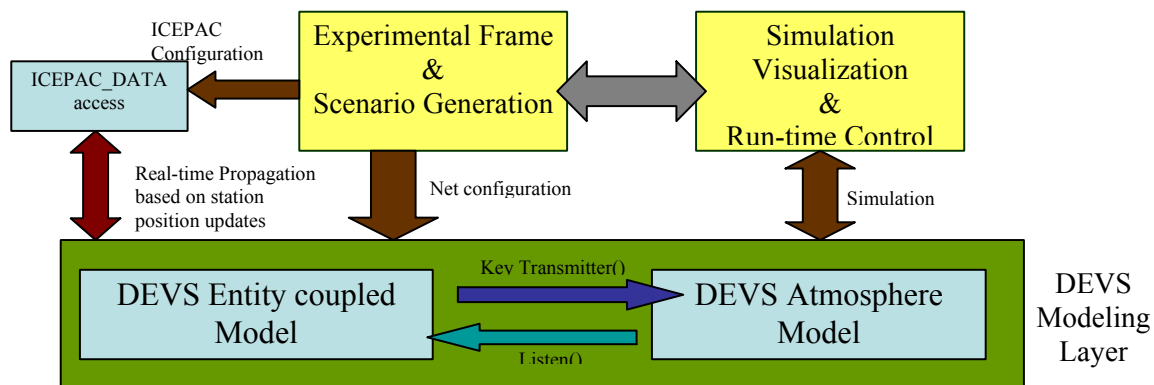 ICEPAC
Configuration
ICEPAC_DATA
access
Experimental Frame
&
Scenario Generation
Simulation
Visualization
&
Run-time Control
Real-time Propagation
based on station
position updates
Net configuration
Simulation
Key Transmitter()
DEVS Entity coupled
Model
DEVS Atmosphere
Model
Listen()
DEVS
Modeling
Layer